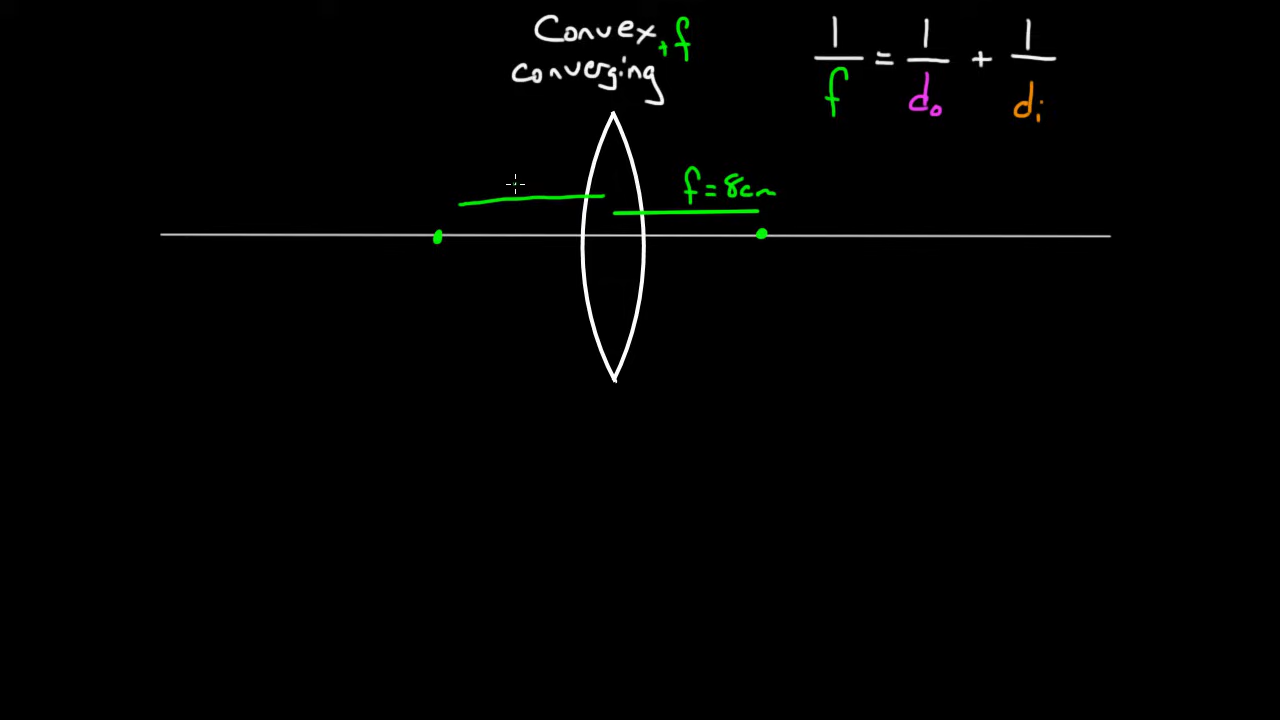 Convex +f
converging
1/f = 1/do + 1/di
f = 8cm